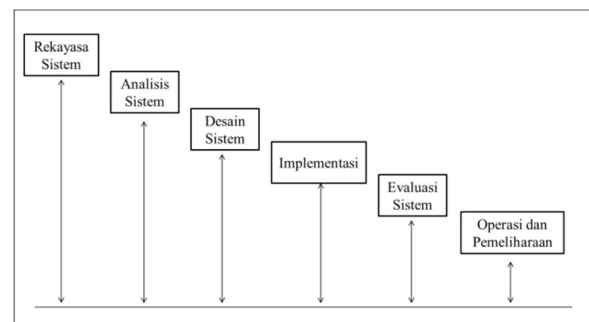 Rekayasa
Sistem
Analisis
Sistem
Desain
Sistem
Implementasi
Evaluasi
Sistem
Operasi dan
Pemeliharaan